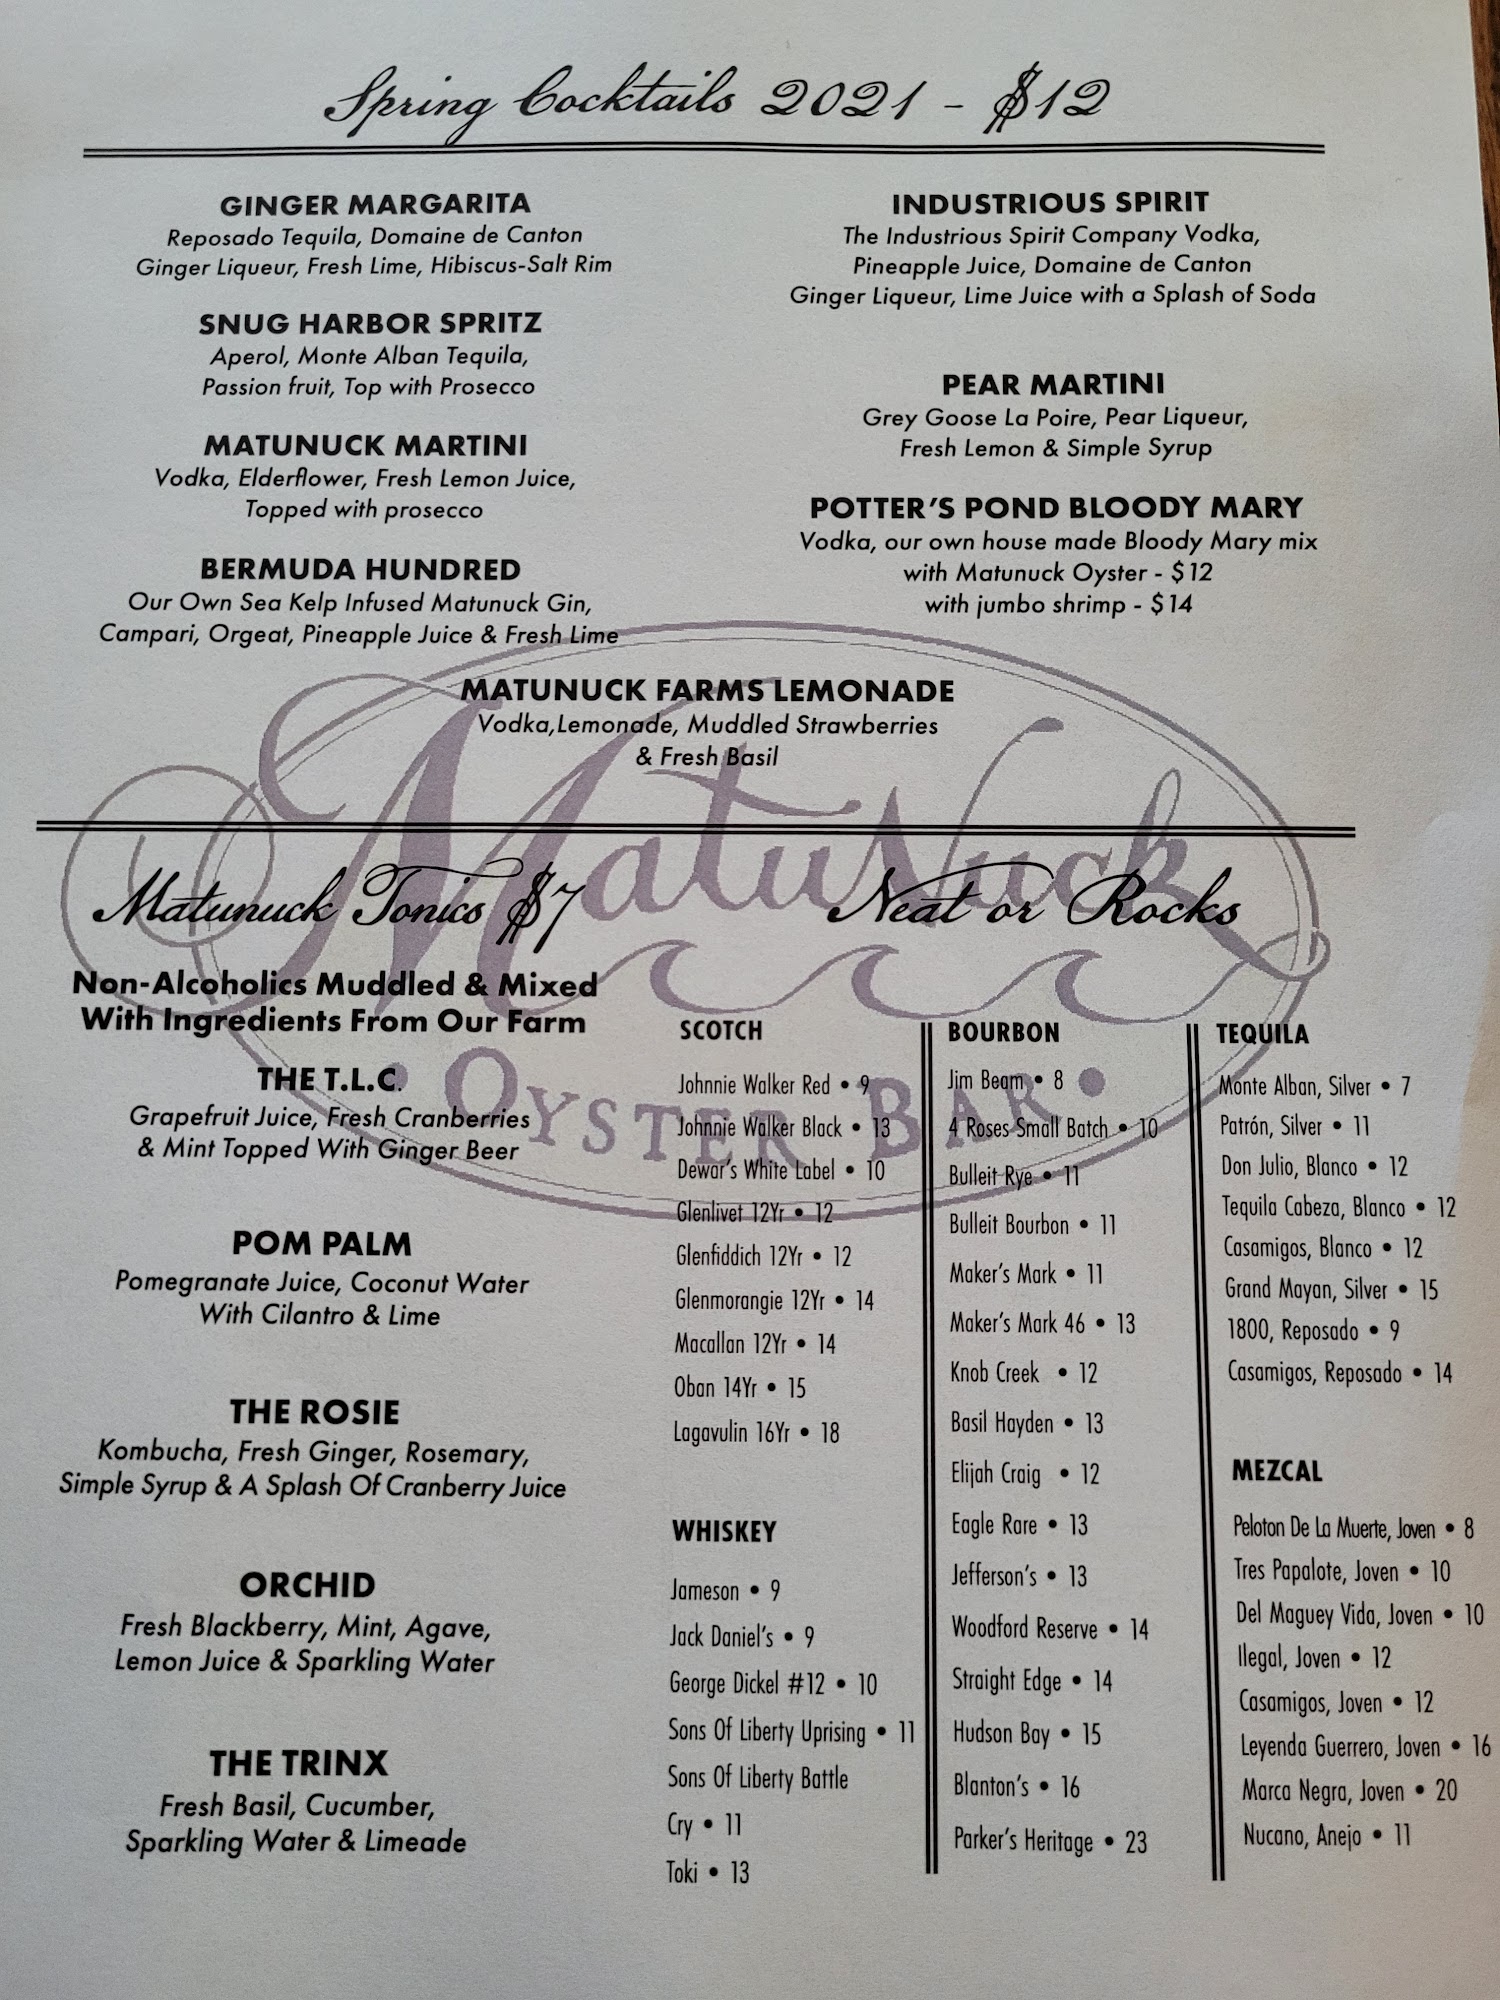 Spring Cocktails 2021 - $12
GINGER MARGARITA
Reposado Tequila, Domaine de Canton
Ginger Liqueur, Fresh Lime, Hibiscus-Salt Rim
SNUG HARBOR SPRITZ
Aperol, Monte Alban Tequila,
Passion fruit, Top with Prosecco
MATUNUCK MARTINI
Vodka, Elderflower, Fresh Lemon Juice,
Topped with prosecco
BERMUDA HUNDRED
Our Own Sea Kelp Infused Matunuck Gin,
Campari, Orgeat, Pineapple Juice & Fresh Lime
INDUSTRIOUS SPIRIT
The Industrious Spirit Company Vodka,
Pineapple Juice, Domaine de Canton
Ginger Liqueur, Lime Juice with a Splash of Soda
PEAR MARTINI
Grey Goose La Poire, Pear Liqueur,
Fresh Lemon & Simple Syrup
POTTER'S POND BLOODY MARY
Vodka, our own house made Bloody Mary mix
with Matunuck Oyster - $12
with jumbo shrimp - $14
MATUNUCK FARMS LEMONADE
Vodka,Lemonade, Muddled Strawberries
& Fresh Basil
MatuNuck
• OYSTER BAR •
Matunuck Tonics $7
Non-Alcoholics Muddled & Mixed
With Ingredients From Our Farm
THE T.L.C.
Grapefruit Juice, Fresh Cranberries
& Mint Topped With Ginger Beer
POM PALM
Pomegranate Juice, Coconut Water
With Cilantro & Lime
THE ROSIE
Kombucha, Fresh Ginger, Rosemary,
Simple Syrup & A Splash Of Cranberry Juice
ORCHID
Fresh Blackberry, Mint, Agave,
Lemon Juice & Sparkling Water
THE TRINX
Fresh Basil, Cucumber,
Sparkling Water & Limeade
Neat or Rocks
SCOTCH
Johnnie Walker Red • 9
Johnnie Walker Black • 13
Dewar's White Label • 10
Glenlivet 12Yr • 12
Glenfiddich 12Yr • 12
Glenmorangie 12Yr • 14
Macallan 12Yr • 14
Oban 14Yr • 15
Lagavulin 16Yr • 18
WHISKEY
Jameson • 9
Jack Daniel's • 9
George Dickel #12 • 10
Sons Of Liberty Uprising • 11
Sons Of Liberty Battle
Cry • 11
Toki • 13
BOURBON
Jim Beam • 8
4 Roses Small Batch • 10
Bulleit Rye • 11
Bulleit Bourbon • 11
Maker's Mark • 11
Maker's Mark 46 • 13
Knob Creek • 12
Basil Hayden • 13
Elijah Craig • 12
Eagle Rare • 13
Jefferson's • 13
Woodford Reserve • 14
Straight Edge • 14
Hudson Bay • 15
Blanton's • 16
Parker's Heritage • 23
TEQUILA
Monte Alban, Silver • 7
Patrón, Silver • 11
Don Julio, Blanco • 12
Tequila Cabeza, Blanco • 12
Casamigos, Blanco • 12
Grand Mayan, Silver • 15
1800, Reposado • 9
Casamigos, Reposado • 14
MEZCAL
Peloton De La Muerte, Joven • 8
Tres Papalote, Joven • 10
Del Maguey Vida, Joven • 10
Ilegal, Joven • 12
Casamigos, Joven • 12
Leyenda Guerrero, Joven • 16
Marca Negra, Joven • 20
Nucano, Anejo • 11